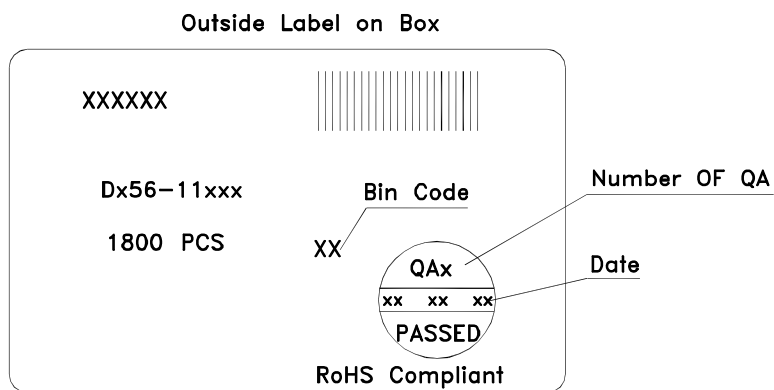 Outside Label on Box
XXXXXX
Dx56-11xxx
Bin Code
Number OF QA
1800 PCS
XX
QAx
Date
xx xx xx
PASSED
RoHS Compliant